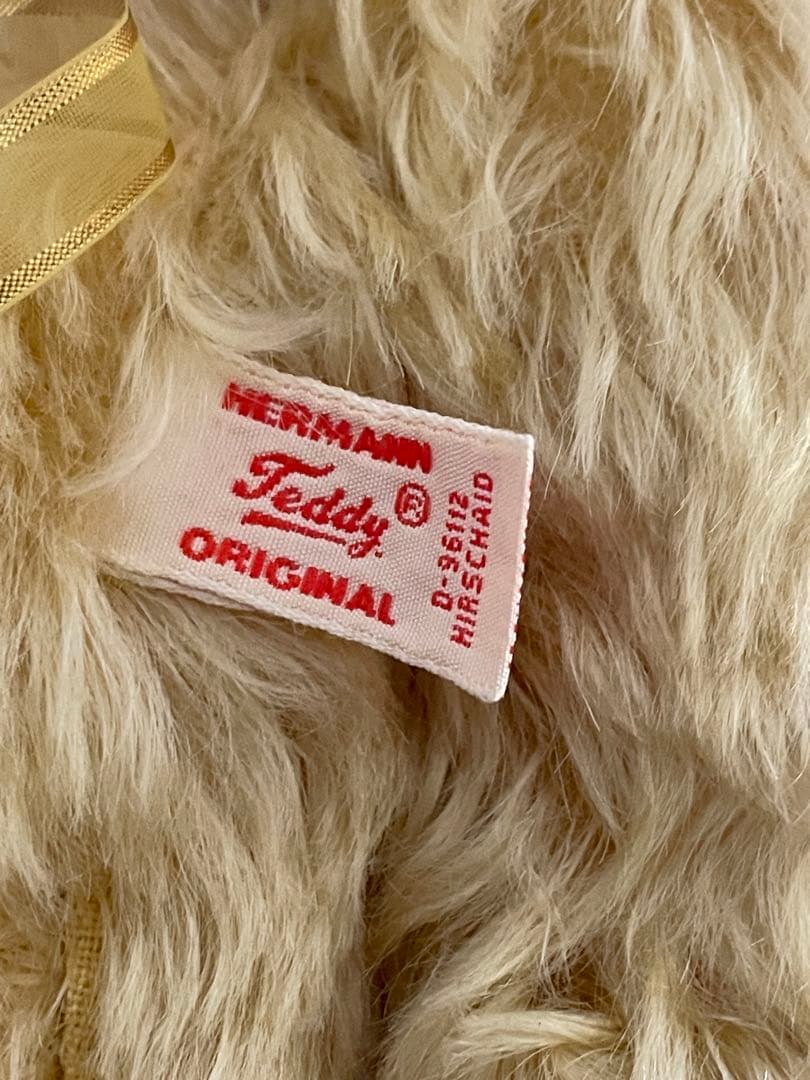 HERMANN
Teddy®
ORIGINAL
D-96112
HIRSCHAID